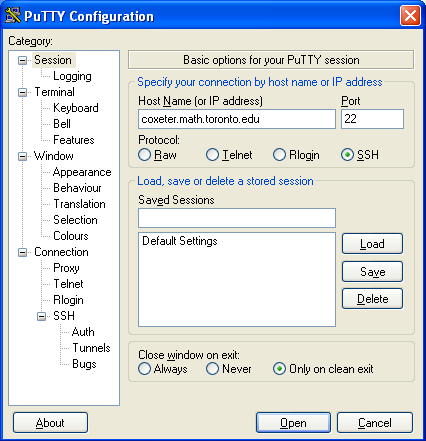 PuTTY Configuration
Category:
Session
Logging
Terminal
Keyboard
Bell
Features
Window
Appearance
Behaviour
Translation
Selection
Colours
Connection
Proxy
Telnet
Rlogin
SSH
Auth
Tunnels
Bugs
Basic options for your PuTTY session
Specify your connection by host name or IP address
Host Name (or IP address) Port
coxeter.math.toronto.edu 22
Protocol:
Raw Telnet Rlogin SSH
Load, save or delete a stored session
Saved Sessions
Default Settings
Load
Save
Delete
Close window on exit:
Always Never Only on clean exit
About Open Cancel